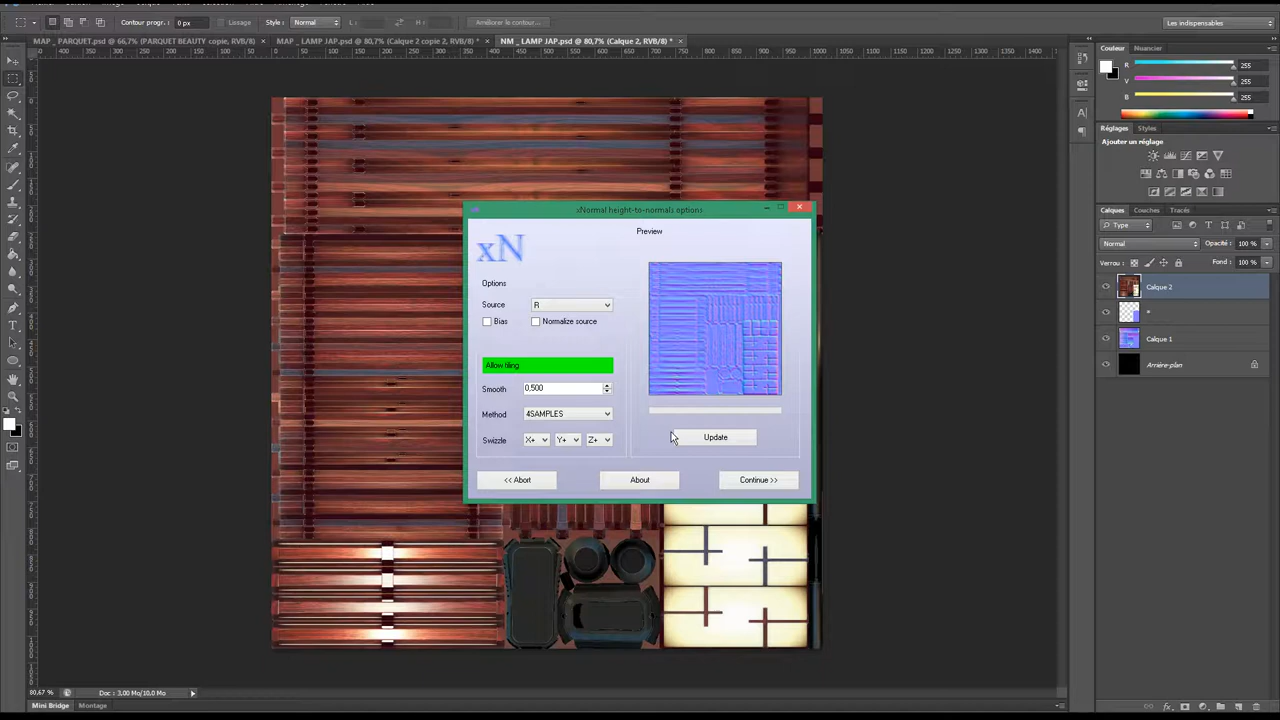 Contour progr. : 0 px Lissage Style : Normal L : H : Améliorer le contour... Les indispensables
MAP _ PARQUET.psd @ 66,7% (PARQUET BEAUTY copie, RVB/8) × MAP _ LAMP JAP.psd @ 80,7% (Calque 2 copie 2, RVB/8) * × NM _ LAMP JAP.psd @ 80,7% (Calque 2, RVB/8) * ×
Couleur Nuancier
R 255
V 255
B 255
Réglages Styles
Ajouter un réglage
Calques Couches Tracés
Type
Normal Opacité : 100 %
Verrou : Fond : 100 %
Calque 2
*
Calque 1
Arrière-plan
xNormal height-to-normals options
xN
Preview
Options
Source R
Bias Normalize source
Allow tiling
Smooth 0.500
Method 4SAMPLES
Swizzle X+ Y+ Z+
Update
<< Abort About Continue >>
80,67 % Doc : 3,00 Mo/10,0 Mo
Mini Bridge Montage